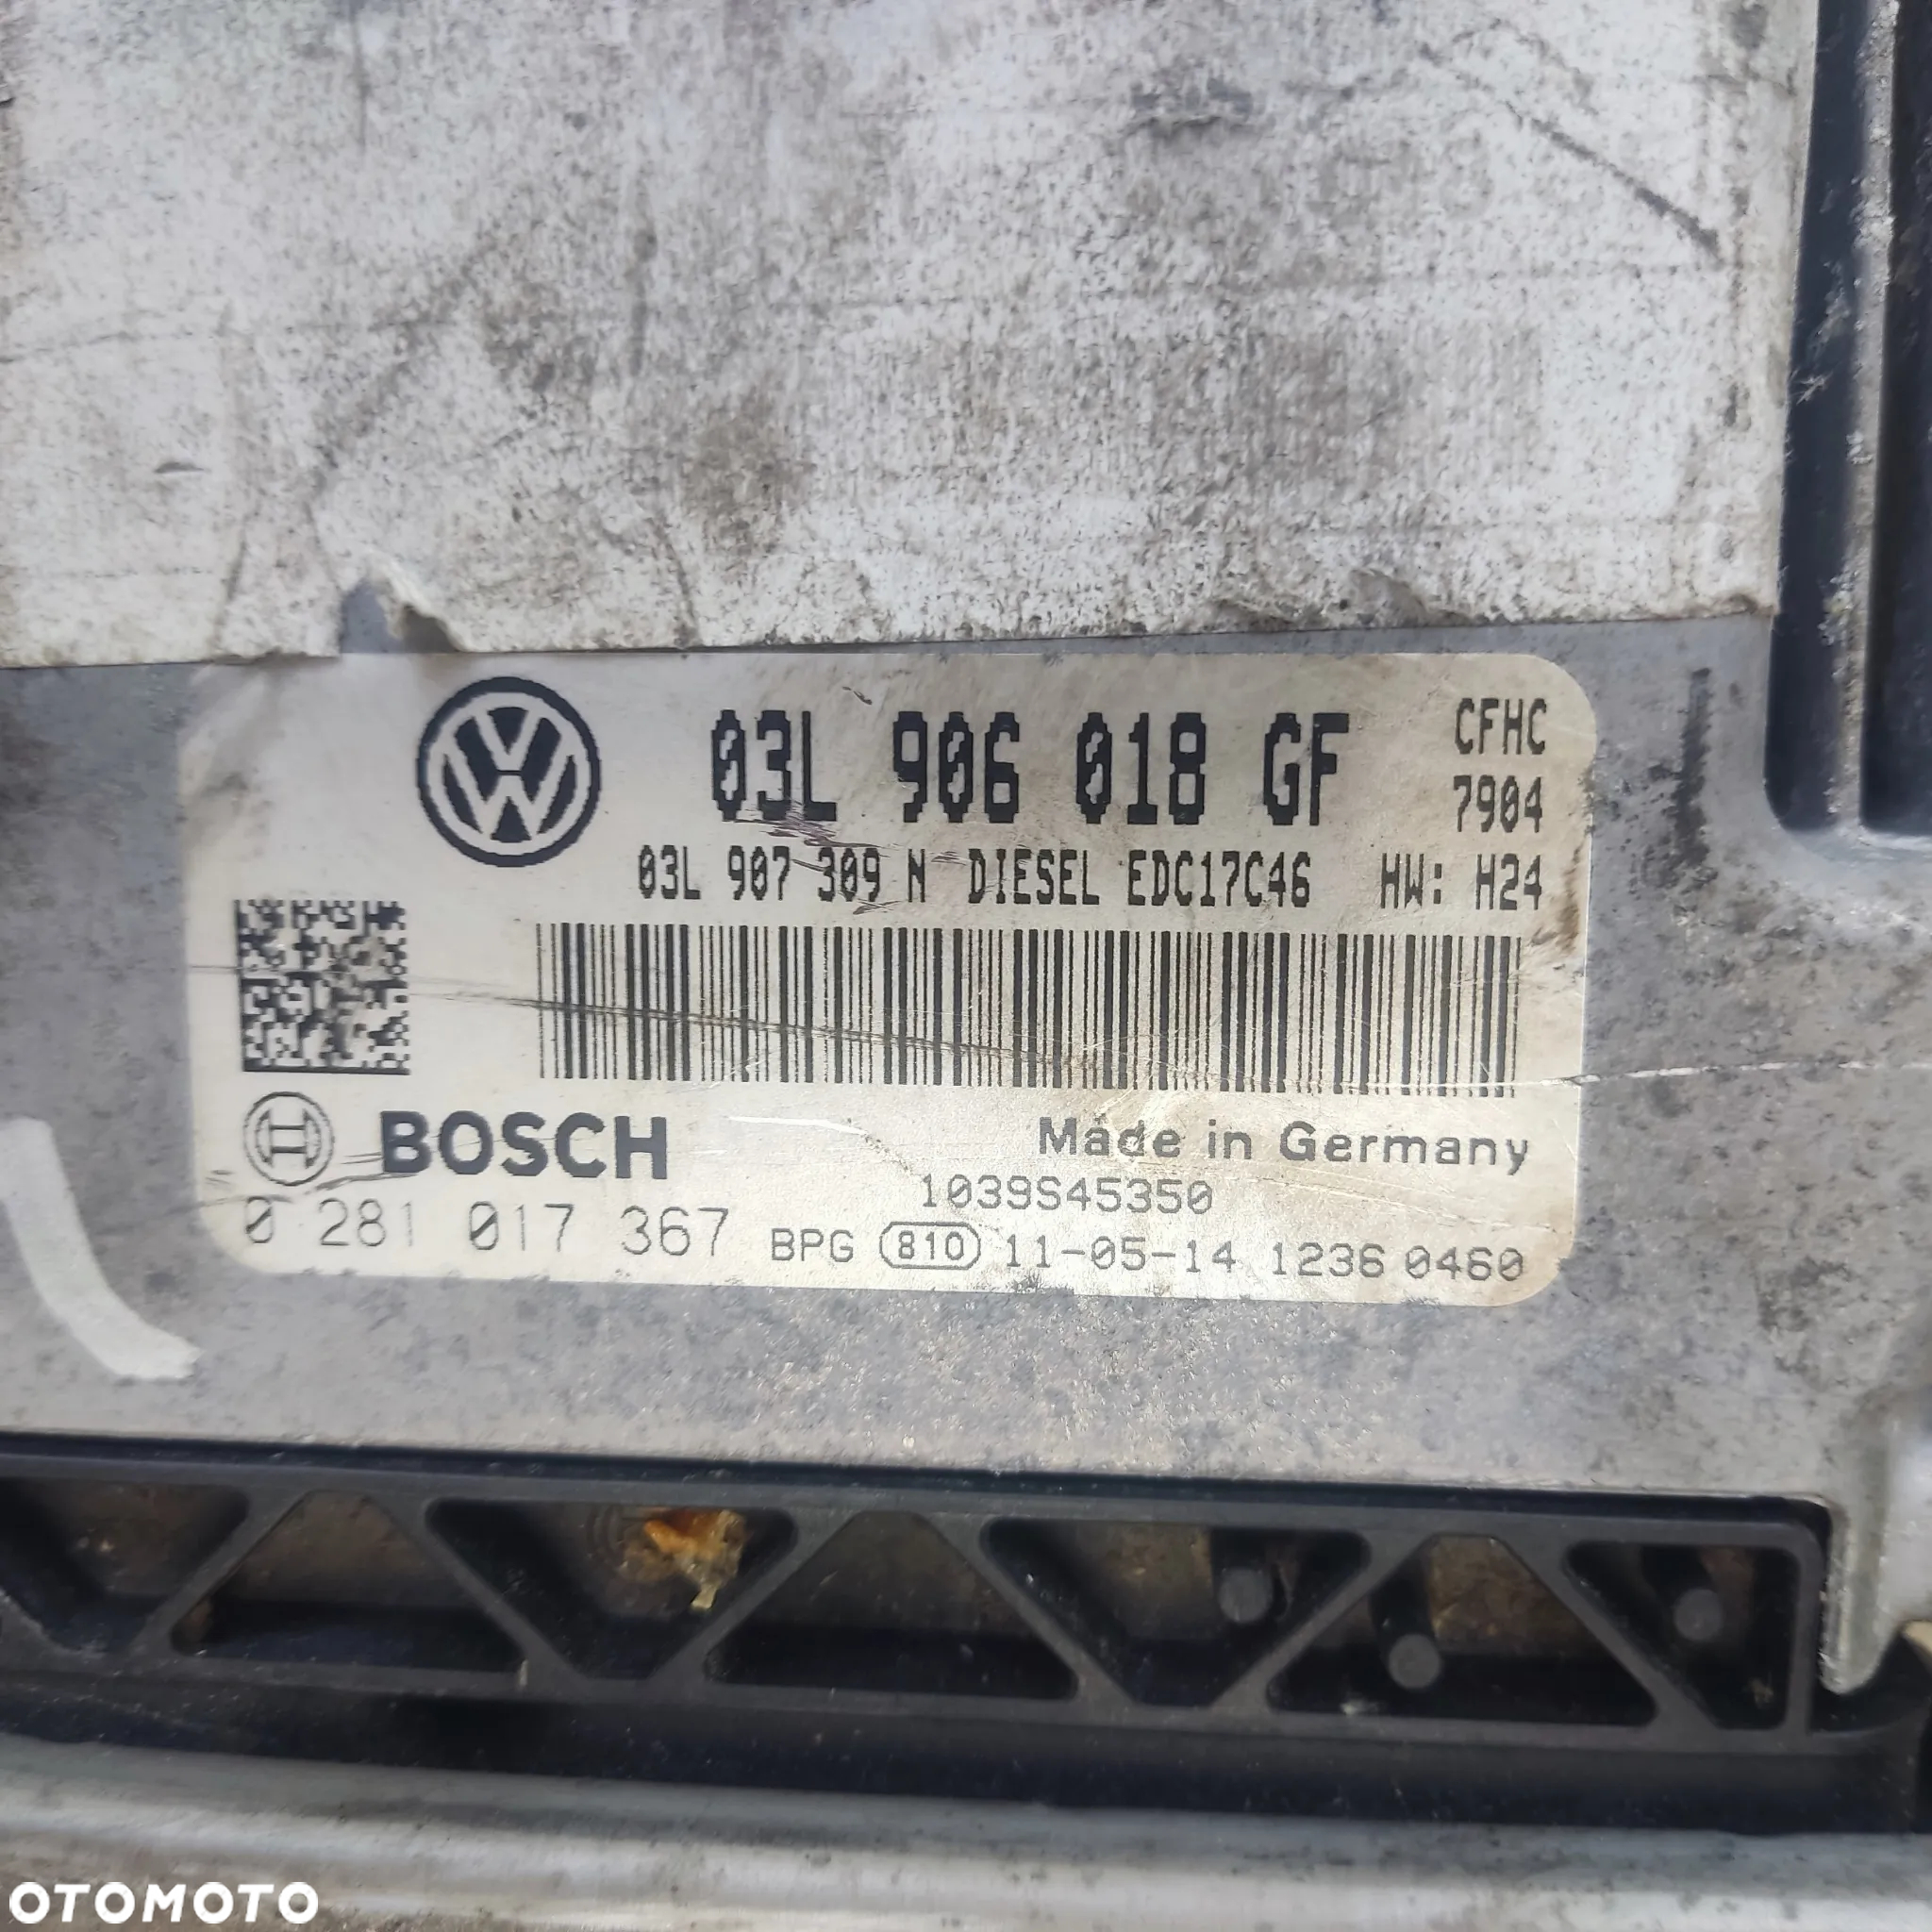 03L 906 018 GF
CFHC
7904
03L 907 309 N DIESEL EDC17C46 HW: H24
BOSCH
Made in Germany
1039S45350
0 281 017 367 BPG 810 11-05-14 1236 0460
OTOMOTO